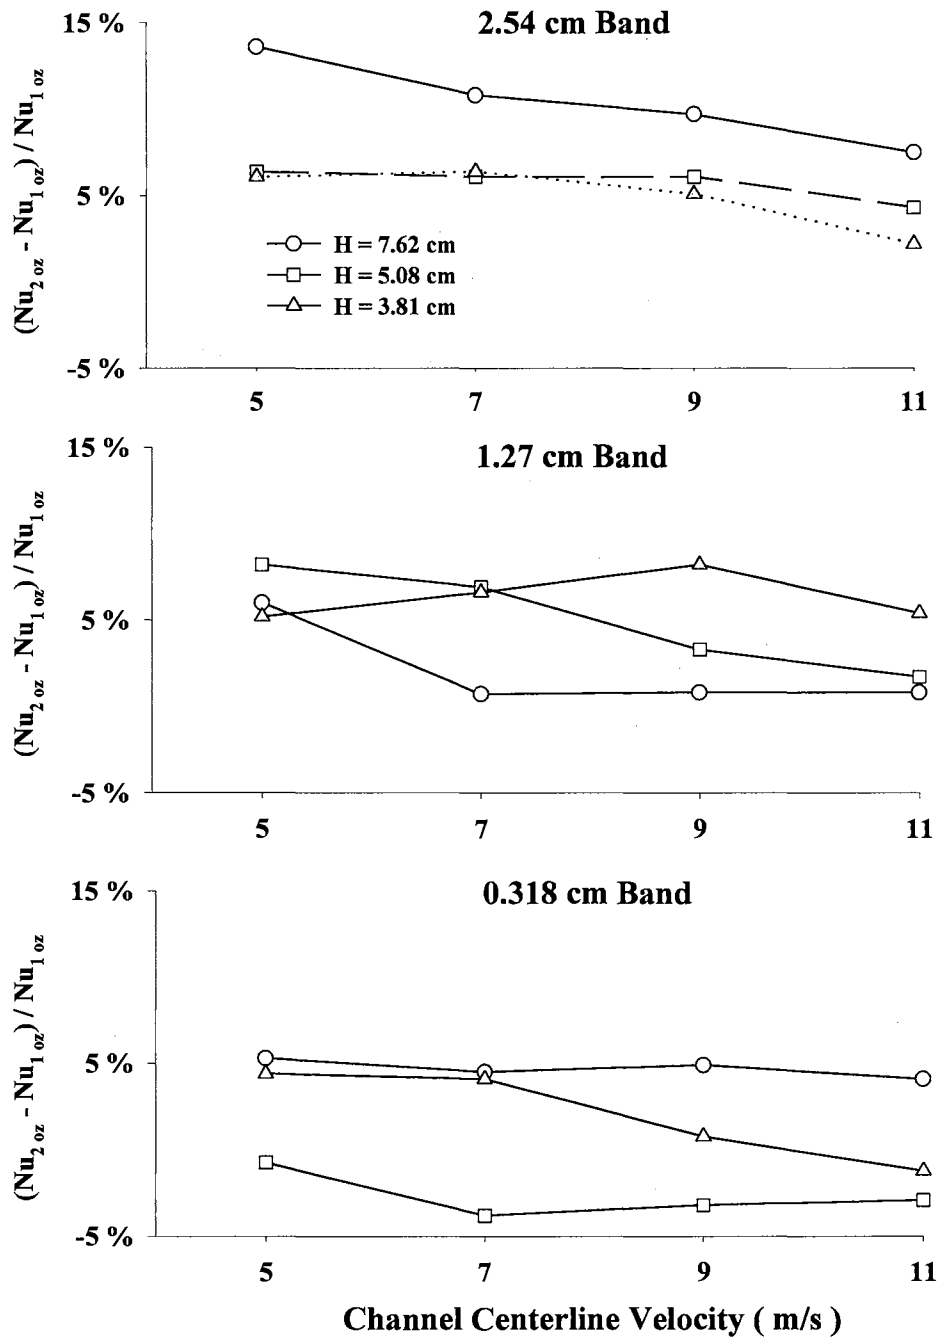 2.54 cm Band
15 %
5 %
-5 %
(Nu2 oz - Nu1 oz) / Nu1 oz
H = 7.62 cm
H = 5.08 cm
H = 3.81 cm
5 7 9 11
1.27 cm Band
15 %
5 %
-5 %
(Nu2 oz - Nu1 oz) / Nu1 oz
5 7 9 11
0.318 cm Band
15 %
5 %
-5 %
(Nu2 oz - Nu1 oz) / Nu1 oz
5 7 9 11
Channel Centerline Velocity ( m/s )